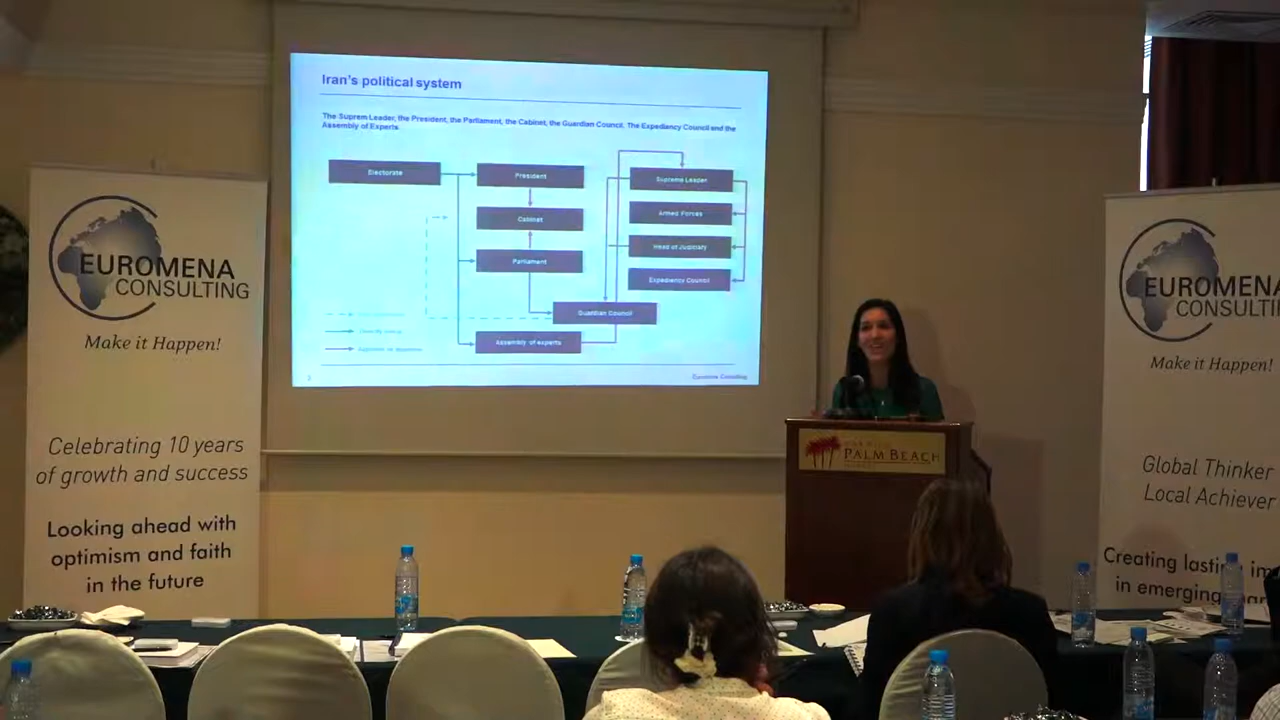 Iran's political system
The Suprem Leader, the President, the Parliament, the Cabinet, the Guardian Council. The Expediency Council and the
Assembly of Experts.
Electorate
President
Supreme Leader
Cabinet
Armed Forces
Parliament
Head of Judiciary
Expediency Council
Guardian Council
Assembly of experts
Euromena Consulting
EUROMENA
CONSULTING
Make it Happen!
Celebrating 10 years
of growth and success
Looking ahead with
optimism and faith
in the future
PALM BEACH
EUROMENA
CONSULTI
Make it Happen!
Global Thinker
Local Achiever
Creating lasting im
in emerging